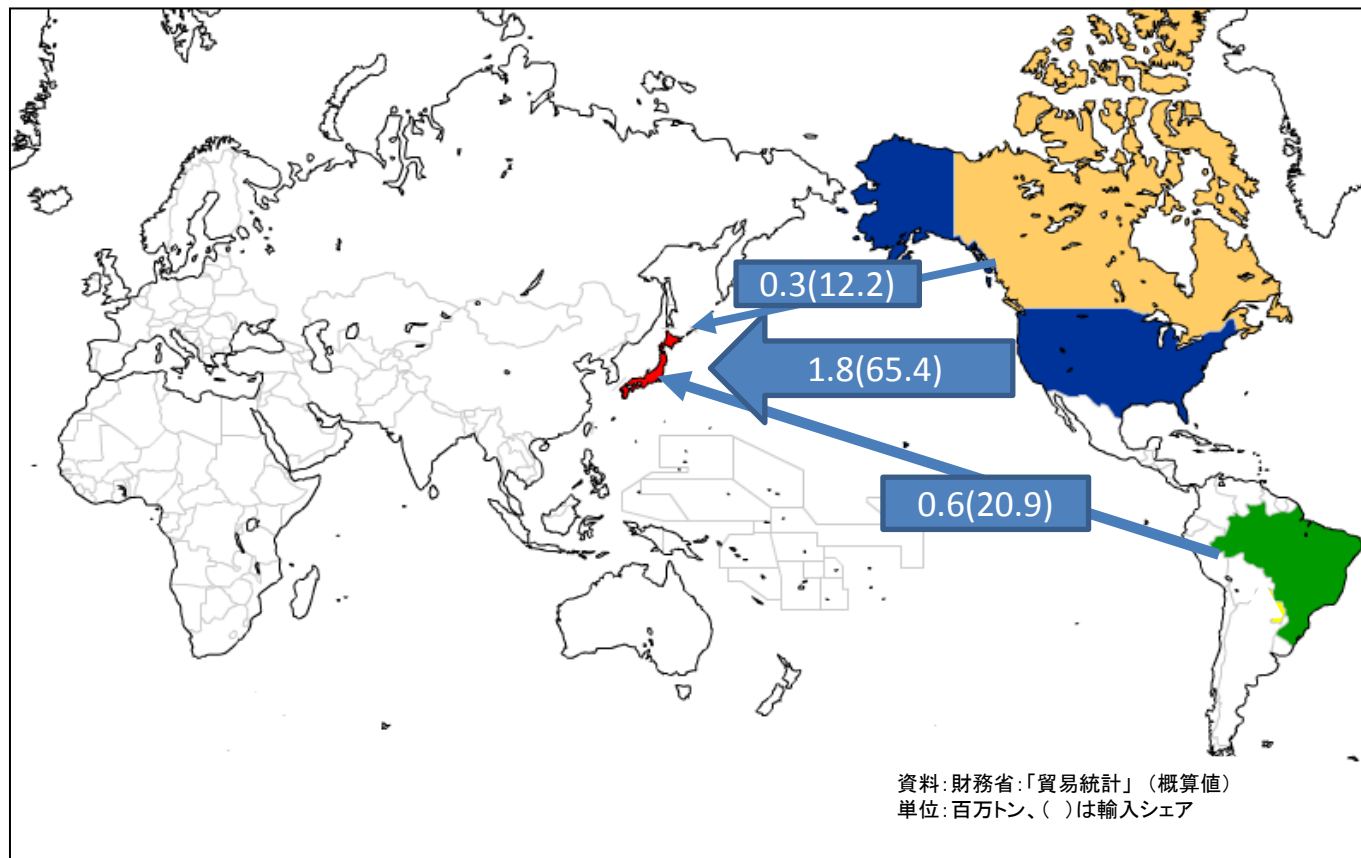 0.3(12.2)
1.8(65.4)
0.6(20.9)
資料：財務省：「貿易統計」（概算値）
単位：百万トン、（　）は輸入シェア